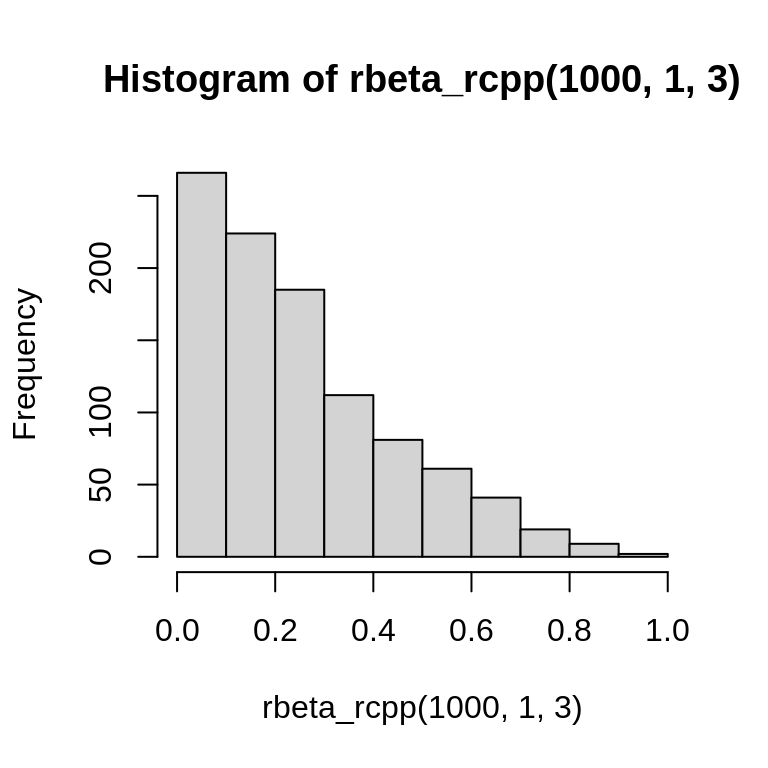 Histogram of rbeta_rcpp(1000, 1, 3)
Frequency
200
100
50
0
0.0 0.2 0.4 0.6 0.8 1.0
rbeta_rcpp(1000, 1, 3)